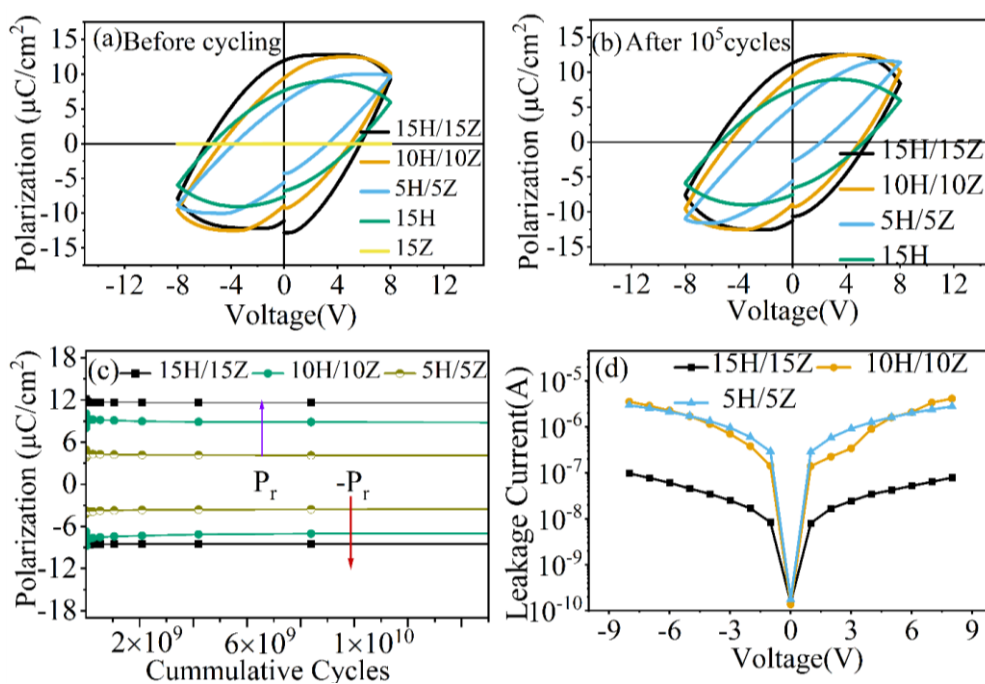 (a) Before cycling
Polarization (µC/cm²)
15
10
5
0
-5
-10
-15
15H/15Z
10H/10Z
5H/5Z
15H
15Z
-12 -8 -4 0 4 8 12
Voltage(V)
(b) After 10⁵cycles
Polarization (µC/cm²)
15
10
5
0
-5
-10
-15
15H/15Z
10H/10Z
5H/5Z
15H
-12 -8 -4 0 4 8 12
Voltage(V)
(c)
15H/15Z 10H/10Z 5H/5Z
Polarization (µC/cm²)
18
12
6
0
-6
-12
-18
Pᵣ
-Pᵣ
2×10⁹ 6×10⁹ 1×10¹⁰
Cummulative Cycles
(d)
15H/15Z 10H/10Z
5H/5Z
Leakage Current(A)
10⁻⁵
10⁻⁶
10⁻⁷
10⁻⁸
10⁻⁹
10⁻¹⁰
-9 -6 -3 0 3 6 9
Voltage(V)